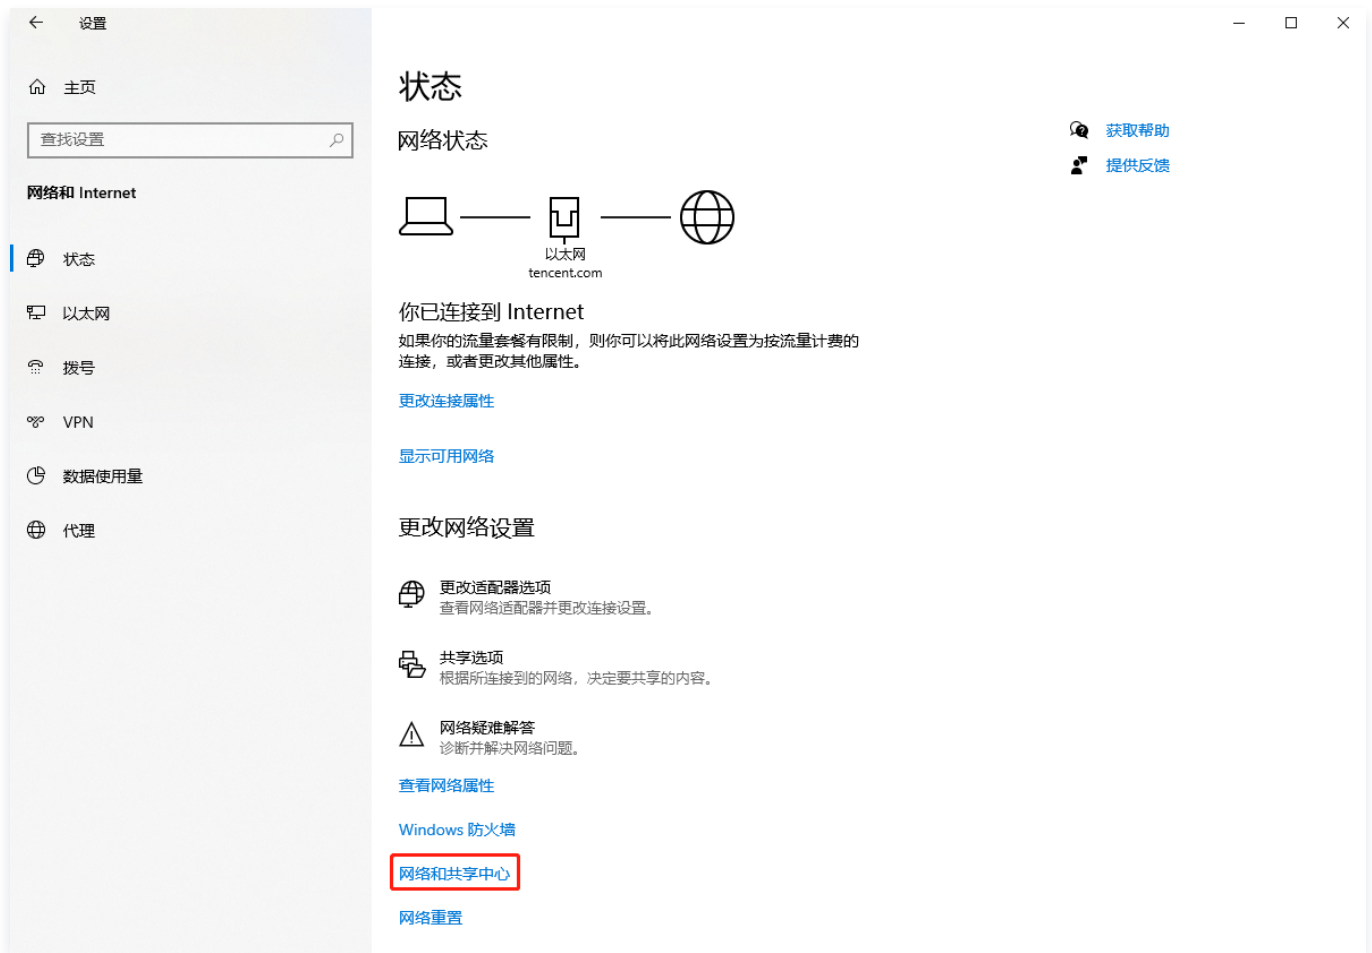 设置
主页
查找设置
网络和 Internet
状态
以太网
拨号
VPN
数据使用量
代理
状态
网络状态
以太网
tencent.com
你已连接到 Internet
如果你的流量套餐有限制，则你可以将此网络设置为按流量计费的
连接，或者更改其他属性。
更改连接属性
显示可用网络
更改网络设置
更改适配器选项
查看网络适配器并更改连接设置。
共享选项
根据所连接到的网络，决定要共享的内容。
网络疑难解答
诊断并解决网络问题。
查看网络属性
Windows 防火墙
网络和共享中心
网络重置
获取帮助
提供反馈